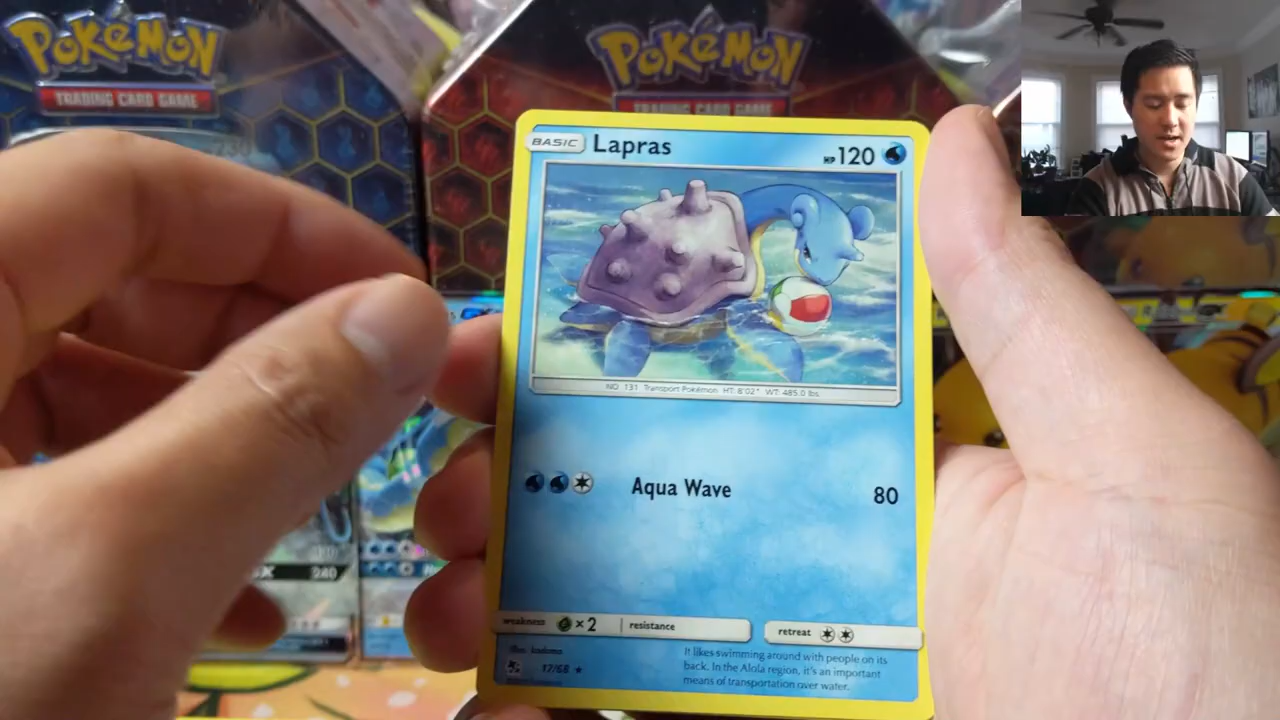 POKéMON
TRADING CARD GAME
POKéMON
TRADING CARD GAME
BASIC Lapras HP 120
NO. 131 Transport Pokémon HT: 8'02" WT: 485.0 lbs.
Aqua Wave 80
weakness ×2 resistance
retreat
17/68 ★
It likes swimming around with people on its
back. In the Alola region, it's an important
means of transportation over water.
240